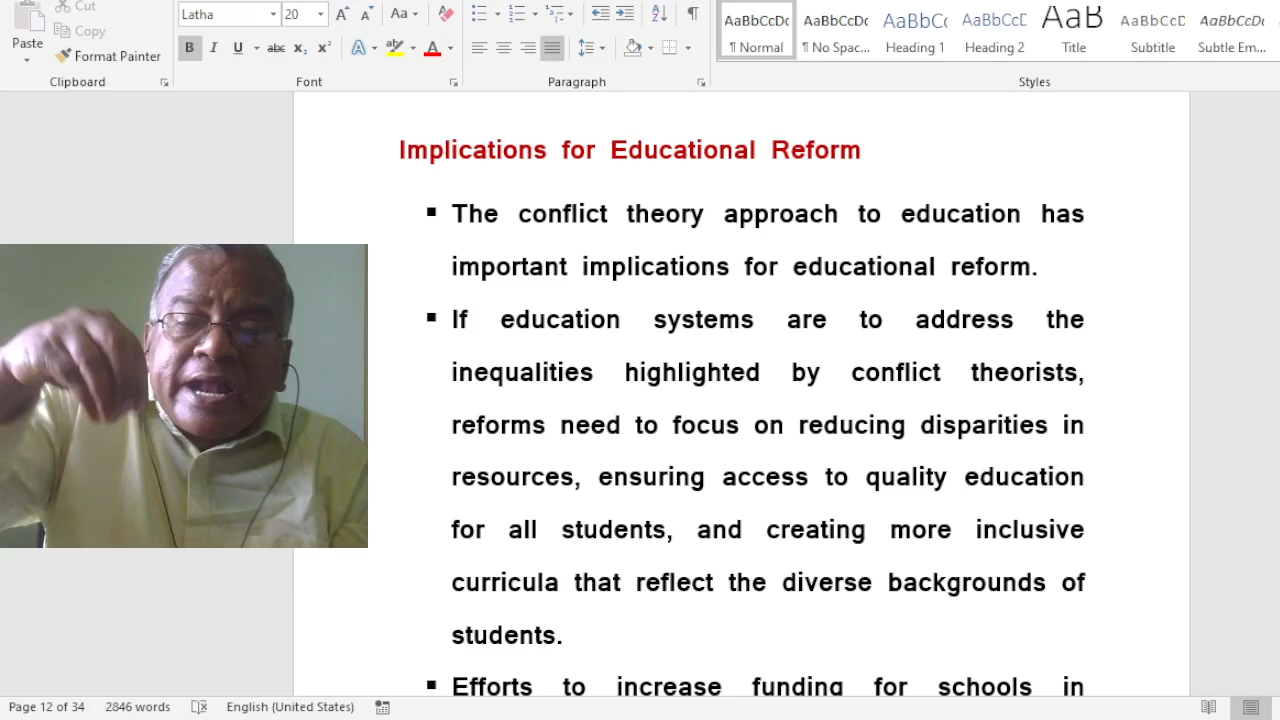 Cut
Copy
Paste
Format Painter
Clipboard
Latha
20
Aa
B I U abc x₂ x² A A
Font
Paragraph
AaBbCcDc AaBbCcDc AaBbCc AaBbCcD AaB AaBbCcD AaBbCcD
¶ Normal ¶ No Spac... Heading 1 Heading 2 Title Subtitle Subtle Em...
Styles
Implications for Educational Reform
▪ The conflict theory approach to education has
important implications for educational reform.
▪ If education systems are to address the
inequalities highlighted by conflict theorists,
reforms need to focus on reducing disparities in
resources, ensuring access to quality education
for all students, and creating more inclusive
curricula that reflect the diverse backgrounds of
students.
▪ Efforts to increase funding for schools in
Page 12 of 34 2846 words English (United States)